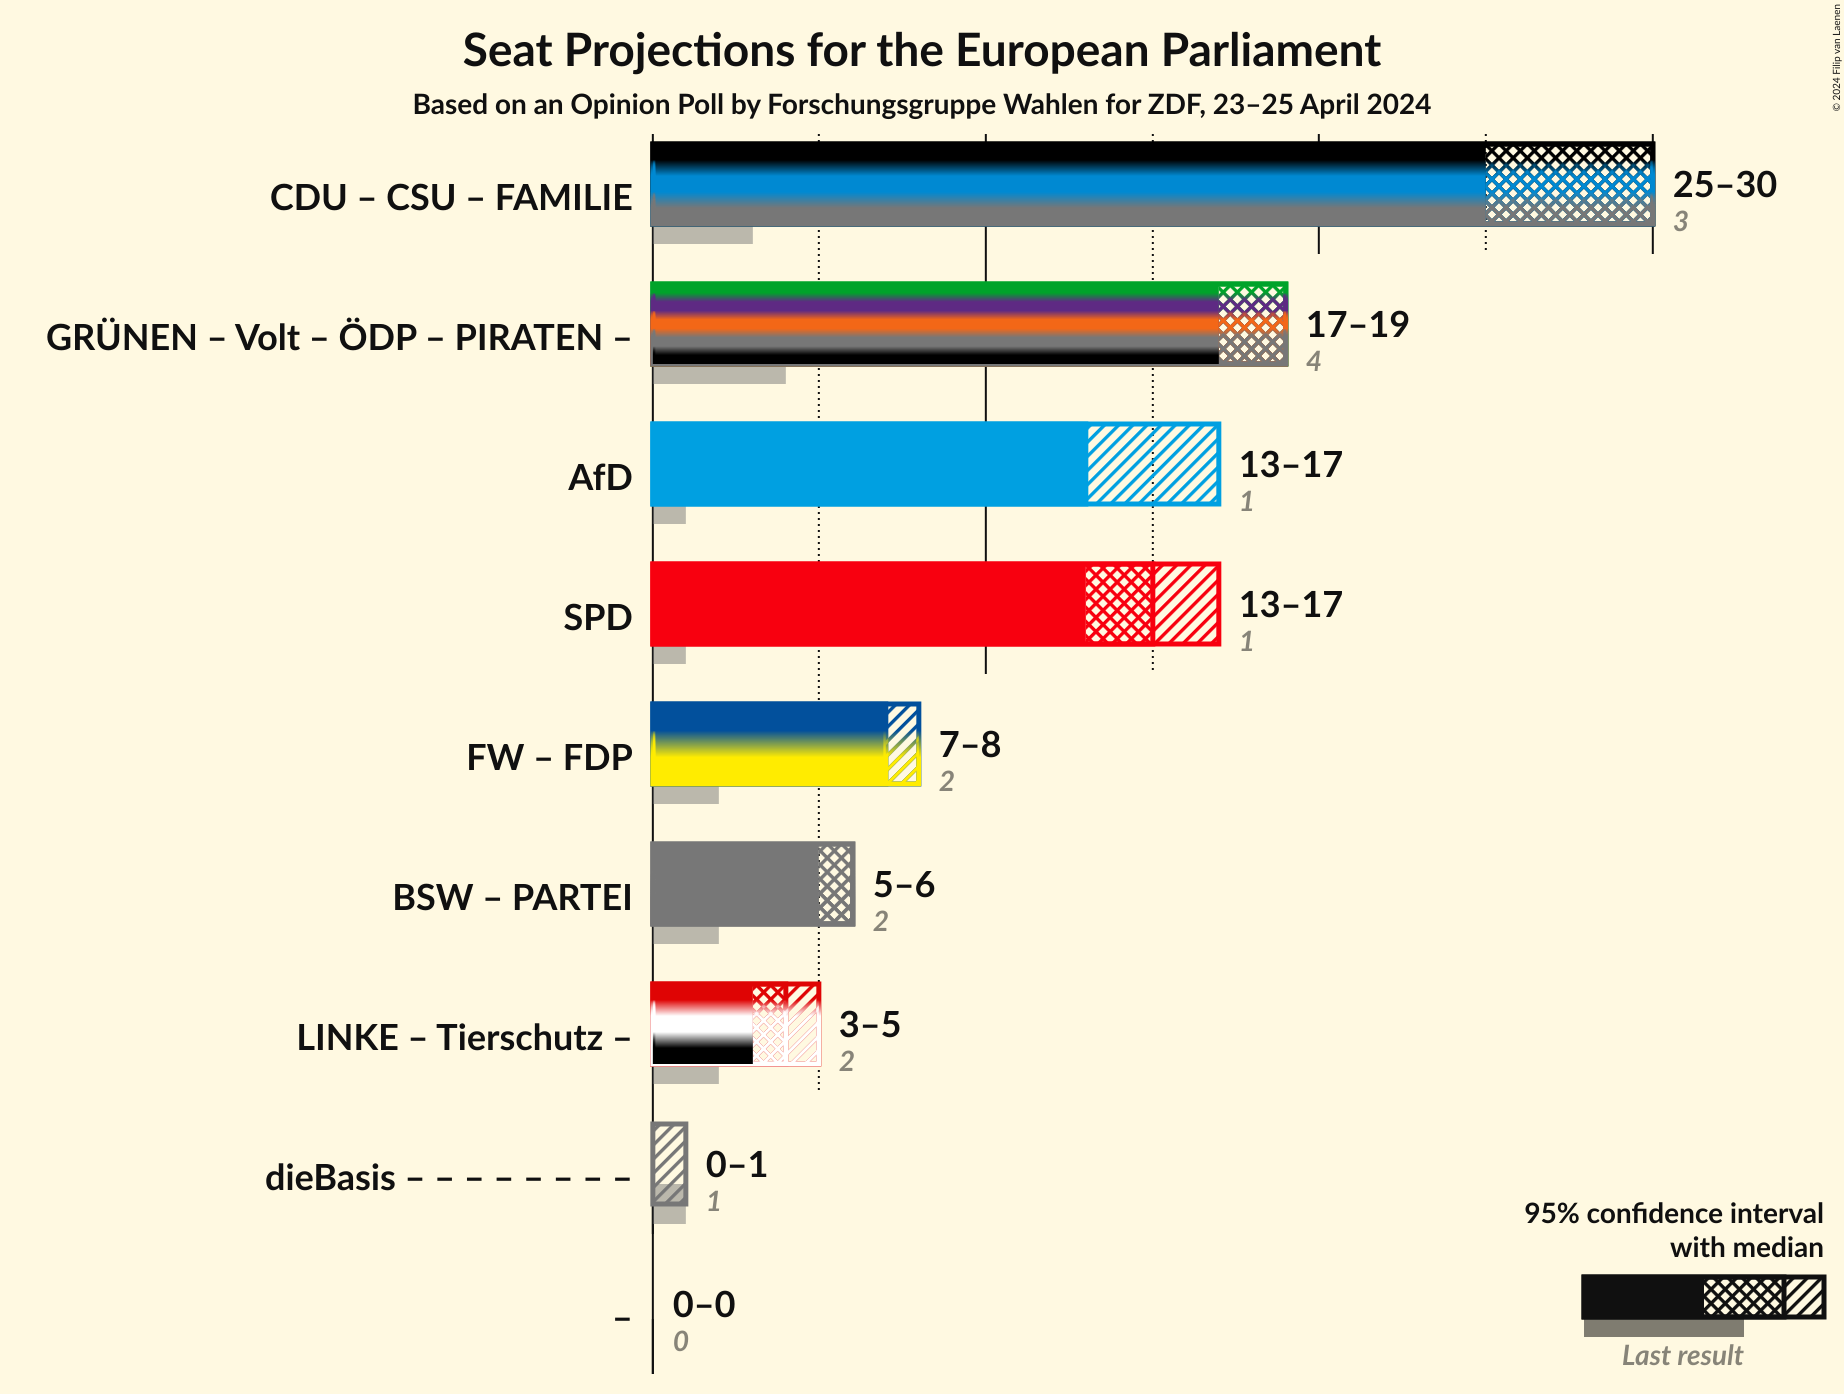 Seat Projections for the European Parliament
Based on an Opinion Poll by Forschungsgruppe Wahlen for ZDF, 23–25 April 2024
© 2024 Filip van Laenen
CDU – CSU – FAMILIE
25–30
3
GRÜNEN – Volt – ÖDP – PIRATEN –
17–19
4
AfD
13–17
1
SPD
13–17
1
FW – FDP
7–8
2
BSW – PARTEI
5–6
2
LINKE – Tierschutz –
3–5
2
dieBasis – – – – – – – –
0–1
1
–
0–0
0
95% confidence interval
with median
Last result